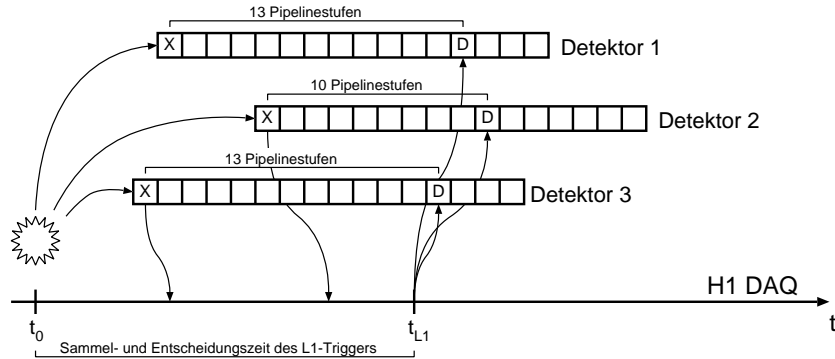 13 Pipelinestufen
X D Detektor 1
10 Pipelinestufen
X D Detektor 2
13 Pipelinestufen
X D Detektor 3
H1 DAQ
t0 tL1 t
Sammel- und Entscheidungszeit des L1-Triggers